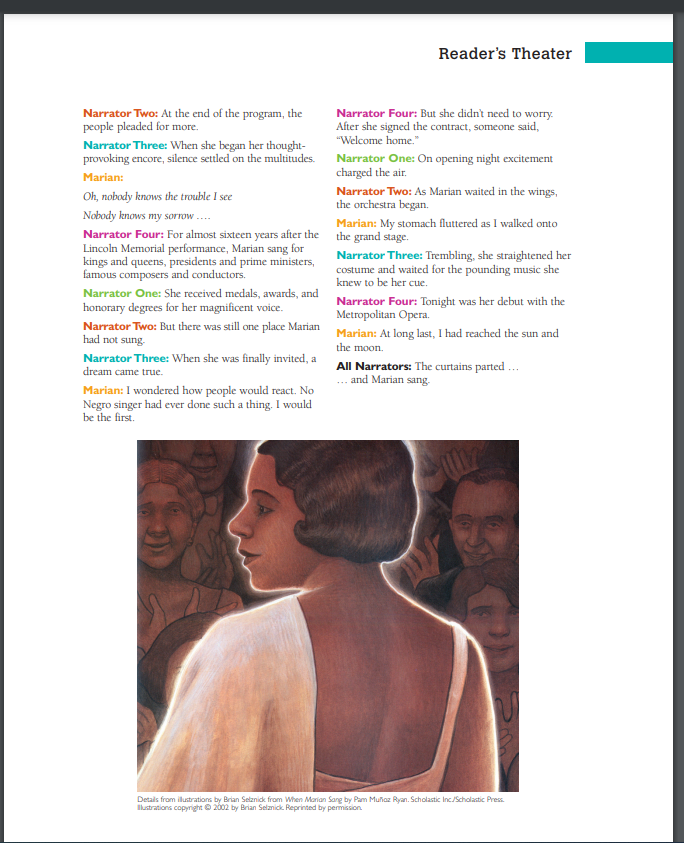 Reader's Theater
Narrator Two: At the end of the program, the
people pleaded for more.
Narrator Three: When she began her thought-
provoking encore, silence settled on the multitudes.
Marian:
Oh, nobody knows the trouble I see
Nobody knows my sorrow ….
Narrator Four: For almost sixteen years after the
Lincoln Memorial performance, Marian sang for
kings and queens, presidents and prime ministers,
famous composers and conductors.
Narrator One: She received medals, awards, and
honorary degrees for her magnificent voice.
Narrator Two: But there was still one place Marian
had not sung.
Narrator Three: When she was finally invited, a
dream came true.
Marian: I wondered how people would react. No
Negro singer had ever done such a thing. I would
be the first.
Narrator Four: But she didn't need to worry.
After she signed the contract, someone said,
"Welcome home."
Narrator One: On opening night excitement
charged the air.
Narrator Two: As Marian waited in the wings,
the orchestra began.
Marian: My stomach fluttered as I walked onto
the grand stage.
Narrator Three: Trembling, she straightened her
costume and waited for the pounding music she
knew to be her cue.
Narrator Four: Tonight was her debut with the
Metropolitan Opera.
Marian: At long last, I had reached the sun and
the moon.
All Narrators: The curtains parted …
… and Marian sang.
Details from illustrations by Brian Selznick from When Marian Sang by Pam Muñoz Ryan. Scholastic Inc./Scholastic Press.
Illustrations copyright © 2002 by Brian Selznick. Reprinted by permission.